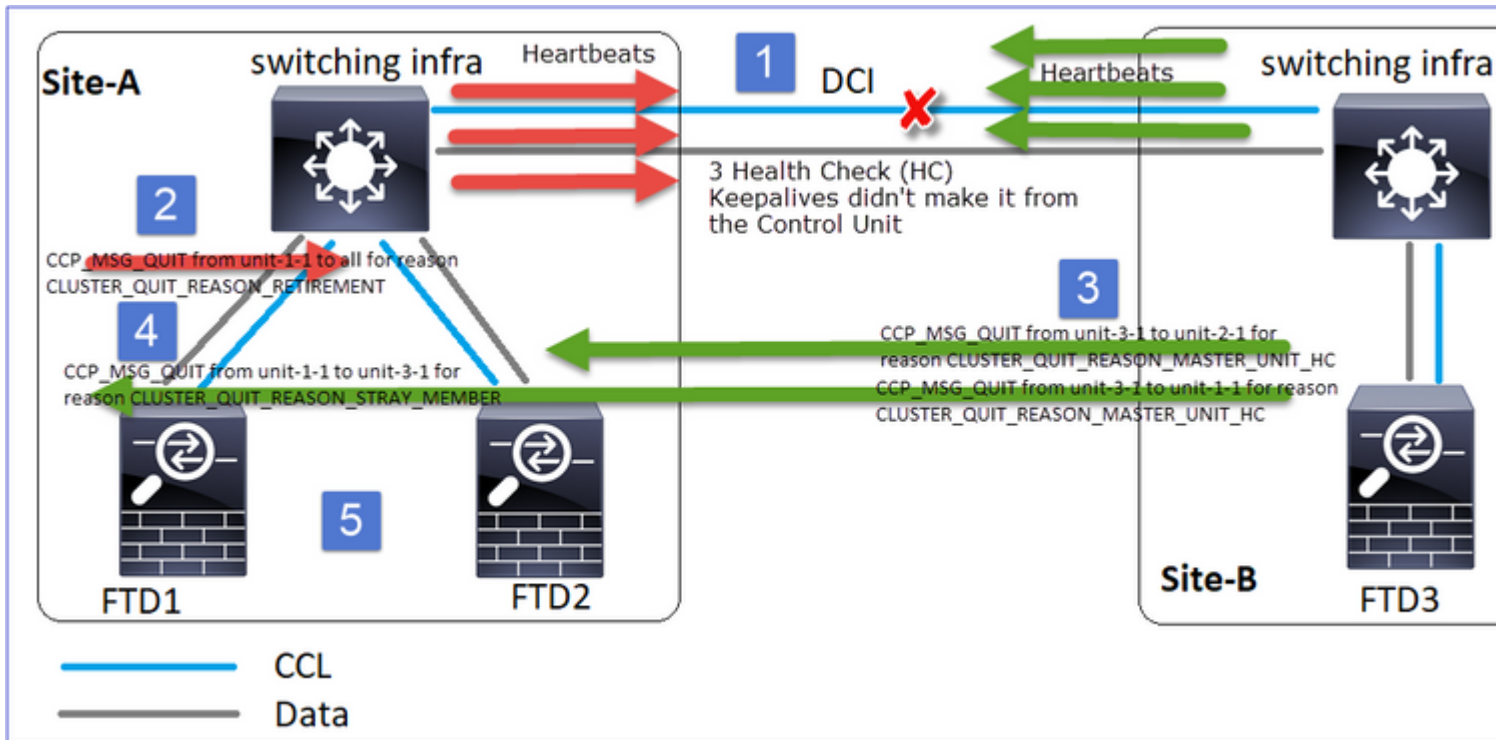 Site-A
switching infra
Heartbeats
1
DCI
Heartbeats
switching infra
3 Health Check (HC)
Keepalives didn't make it from
the Control Unit
2
CCP_MSG_QUIT from unit-1-1 to all for reason
CLUSTER_QUIT_REASON_RETIREMENT
3
CCP_MSG_QUIT from unit-3-1 to unit-2-1 for
reason CLUSTER_QUIT_REASON_MASTER_UNIT_HC
CCP_MSG_QUIT from unit-3-1 to unit-1-1 for reason
CLUSTER_QUIT_REASON_MASTER_UNIT_HC
4
CCP_MSG_QUIT from unit-1-1 to unit-3-1 for
reason CLUSTER_QUIT_REASON_STRAY_MEMBER
5
FTD1
FTD2
Site-B
FTD3
CCL
Data